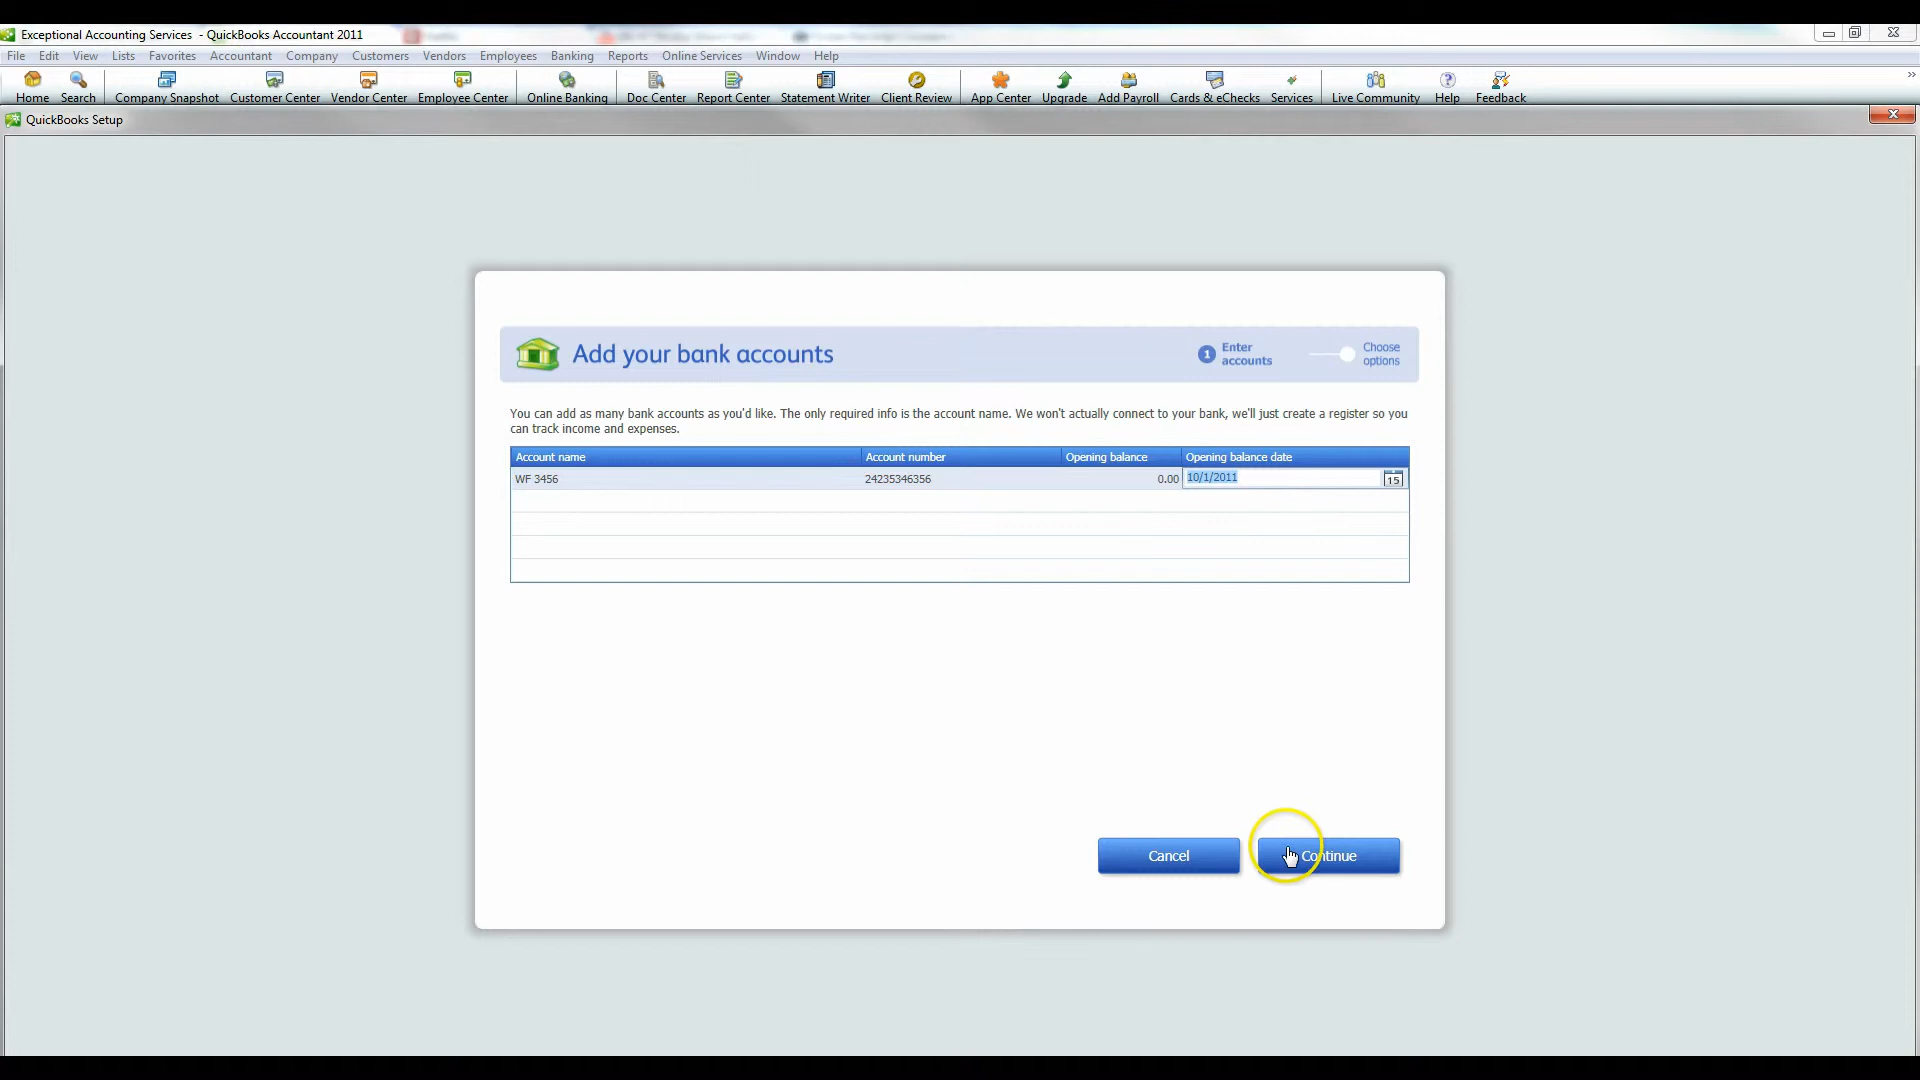 Exceptional Accounting Services - QuickBooks Accountant 2011
File Edit View Lists Favorites Accountant Company Customers Vendors Employees Banking Reports Online Services Window Help
Home Search Company Snapshot Customer Center Vendor Center Employee Center Online Banking Doc Center Report Center Statement Writer Client Review App Center Upgrade Add Payroll Cards & eChecks Services Live Community Help Feedback
QuickBooks Setup
Add your bank accounts
1 Enter accounts
Choose options
You can add as many bank accounts as you'd like. The only required info is the account name. We won't actually connect to your bank, we'll just create a register so you
can track income and expenses.
Account name Account number Opening balance Opening balance date
WF 3456 24235346356 0.00 10/1/2011 15
Cancel Continue